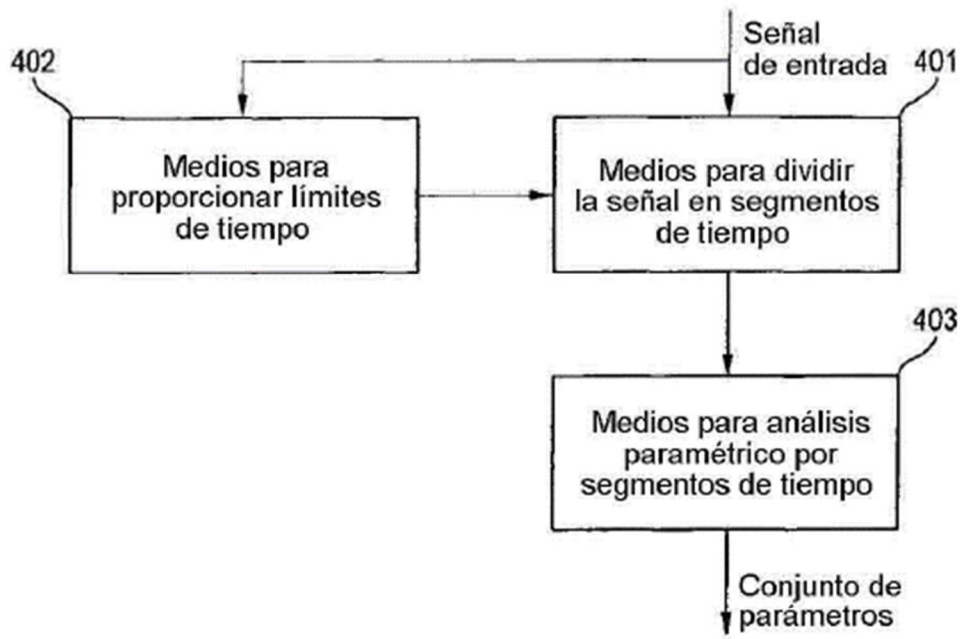 Señal
de entrada
402
401
Medios para
proporcionar límites
de tiempo
Medios para dividir
la señal en segmentos
de tiempo
403
Medios para análisis
paramétrico por
segmentos de tiempo
Conjunto de
parámetros